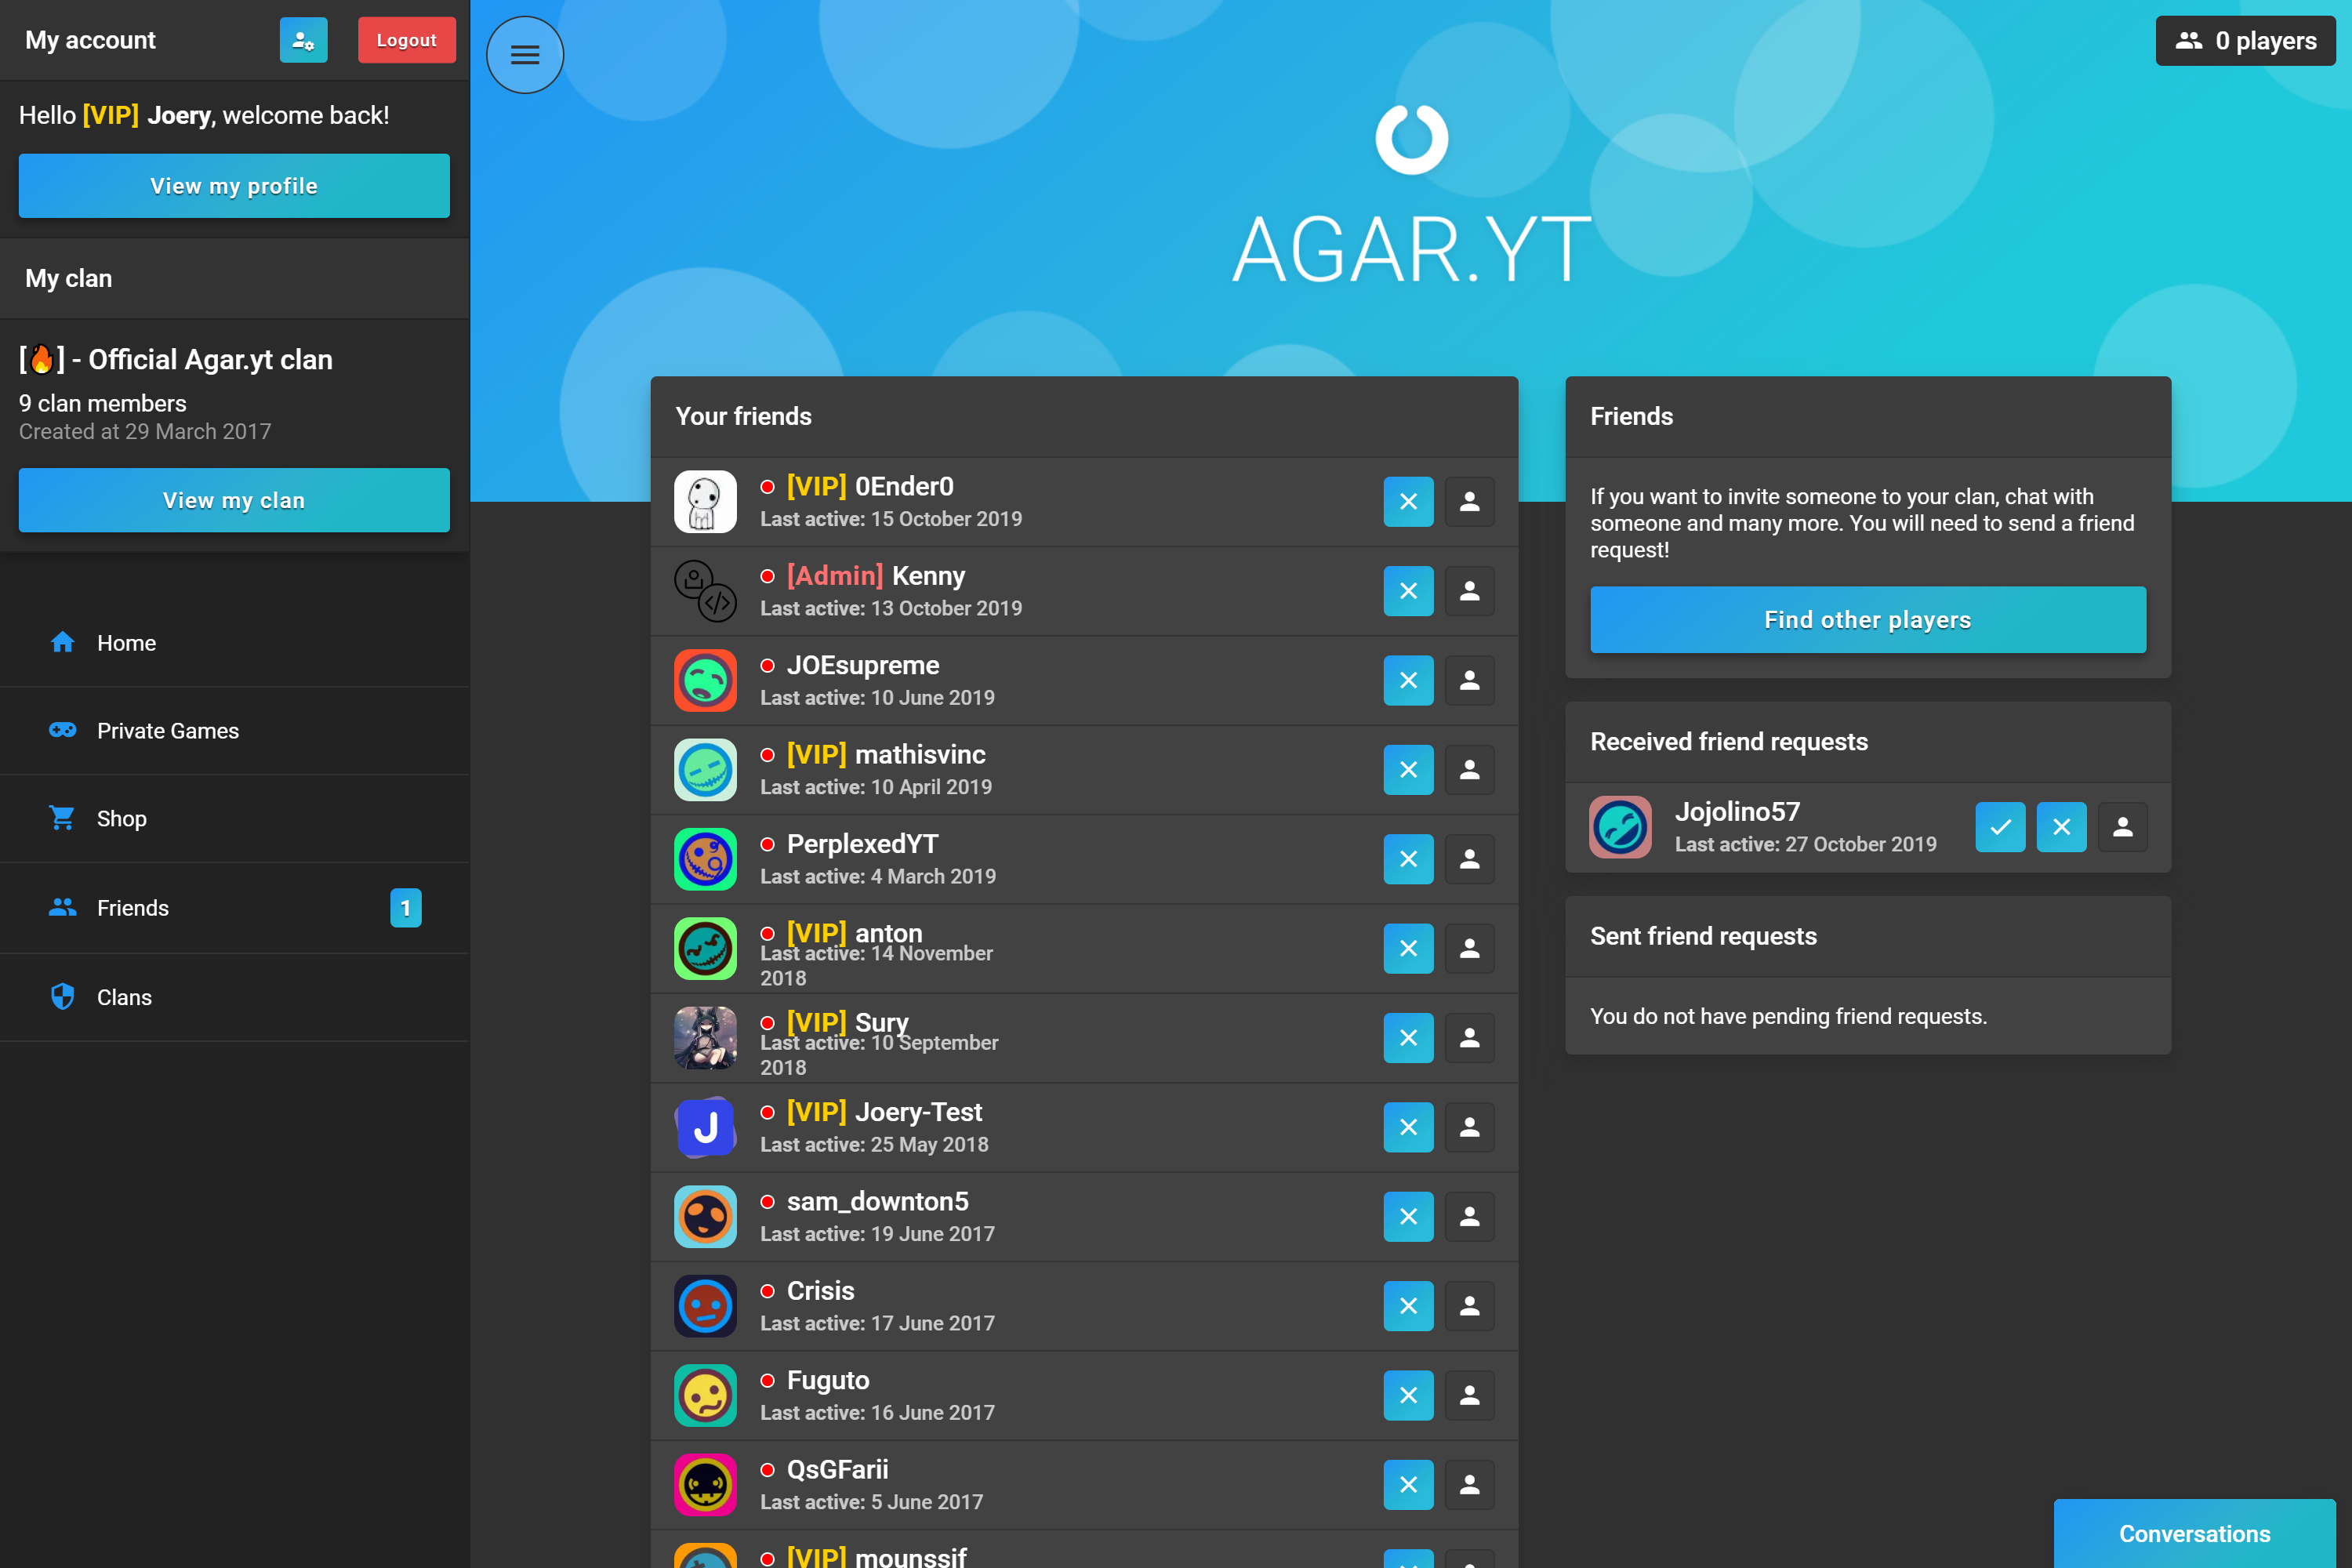 My account
Logout
Hello [VIP] Joery, welcome back!
View my profile
My clan
[🔥] - Official Agar.yt clan
9 clan members
Created at 29 March 2017
View my clan
Home
Private Games
Shop
Friends
1
Clans
0 players
AGAR.YT
Your friends
[VIP] 0Ender0
Last active: 15 October 2019
[Admin] Kenny
Last active: 13 October 2019
JOEsupreme
Last active: 10 June 2019
[VIP] mathisvinc
Last active: 10 April 2019
PerplexedYT
Last active: 4 March 2019
[VIP] anton
Last active: 14 November
2018
[VIP] Sury
Last active: 10 September
2018
J
[VIP] Joery-Test
Last active: 25 May 2018
sam_downton5
Last active: 19 June 2017
Crisis
Last active: 17 June 2017
Fuguto
Last active: 16 June 2017
QsGFarii
Last active: 5 June 2017
[VIP] mounssif
Friends
If you want to invite someone to your clan, chat with
someone and many more. You will need to send a friend
request!
Find other players
Received friend requests
Jojolino57
Last active: 27 October 2019
Sent friend requests
You do not have pending friend requests.
Conversations